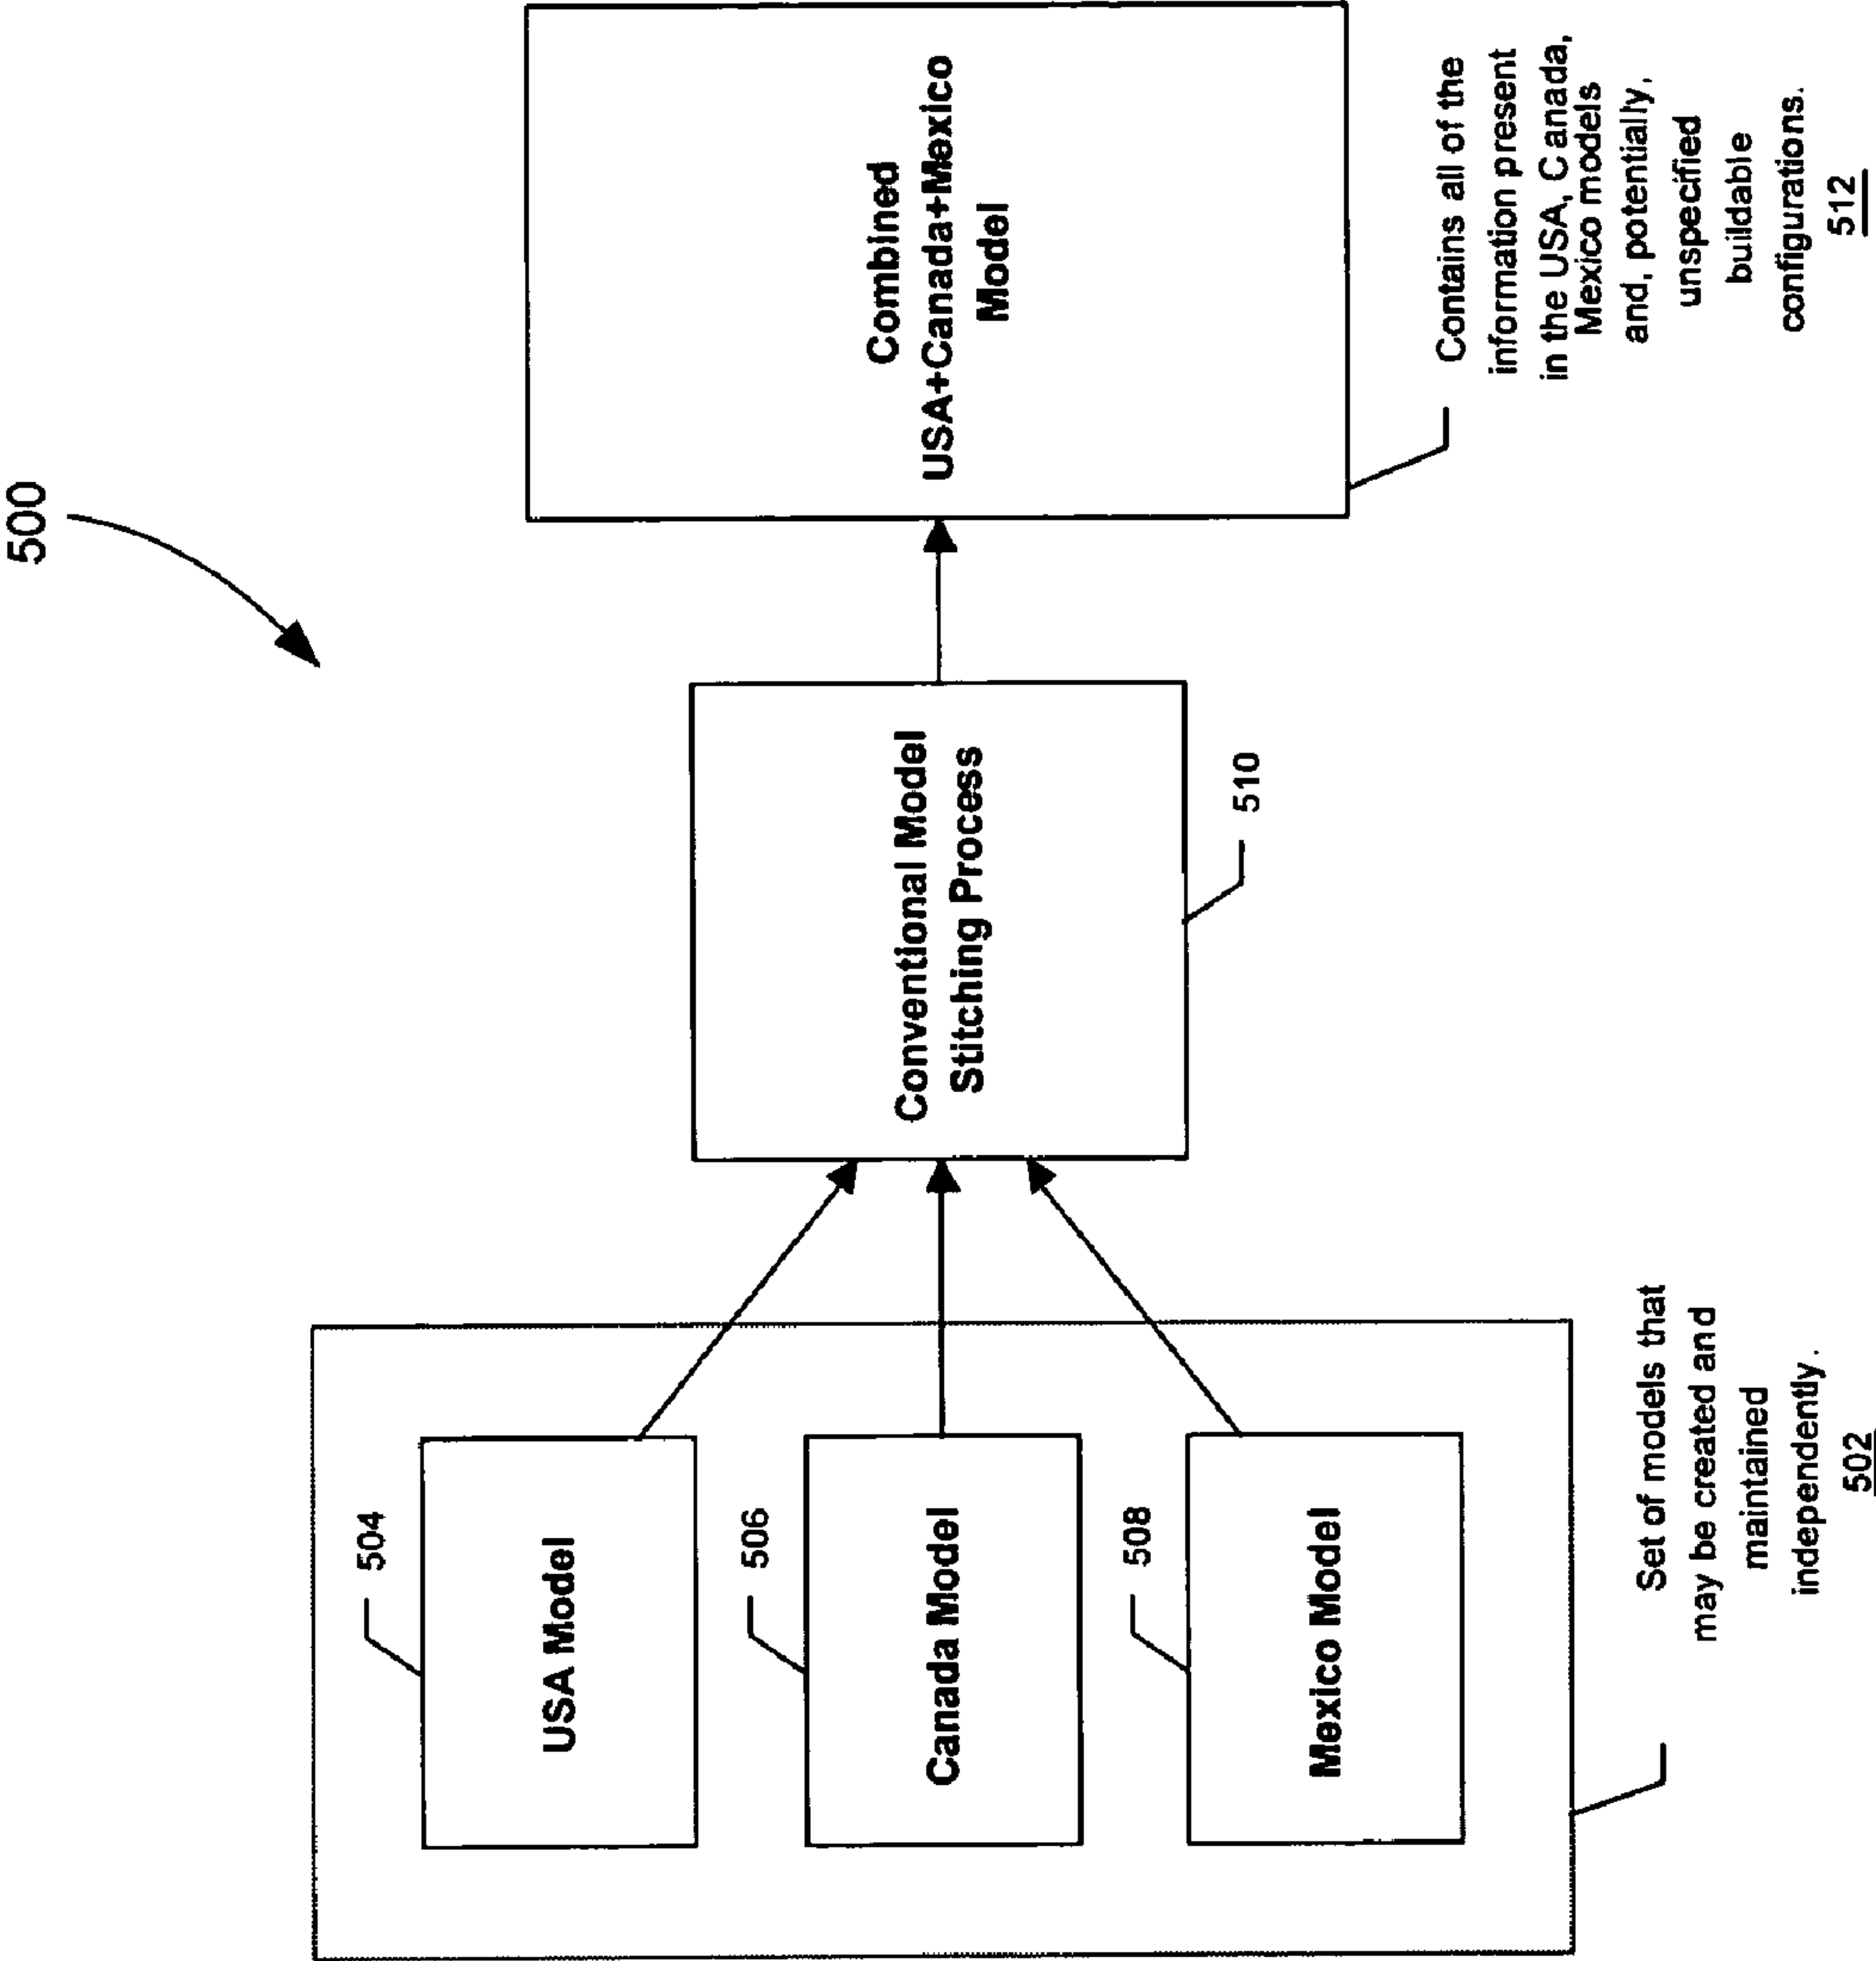 500
504
USA Model
506
Canada Model
508
Mexico Model
Set of models that
may be created and
maintained
independently.
502
Conventional Model
Stitching Process
510
Combined
USA+Canada+Mexico
Model
Contains all of the
information present
in the USA, Canada,
Mexico models
and, potentially,
unspecified
buildable
configurations.
512